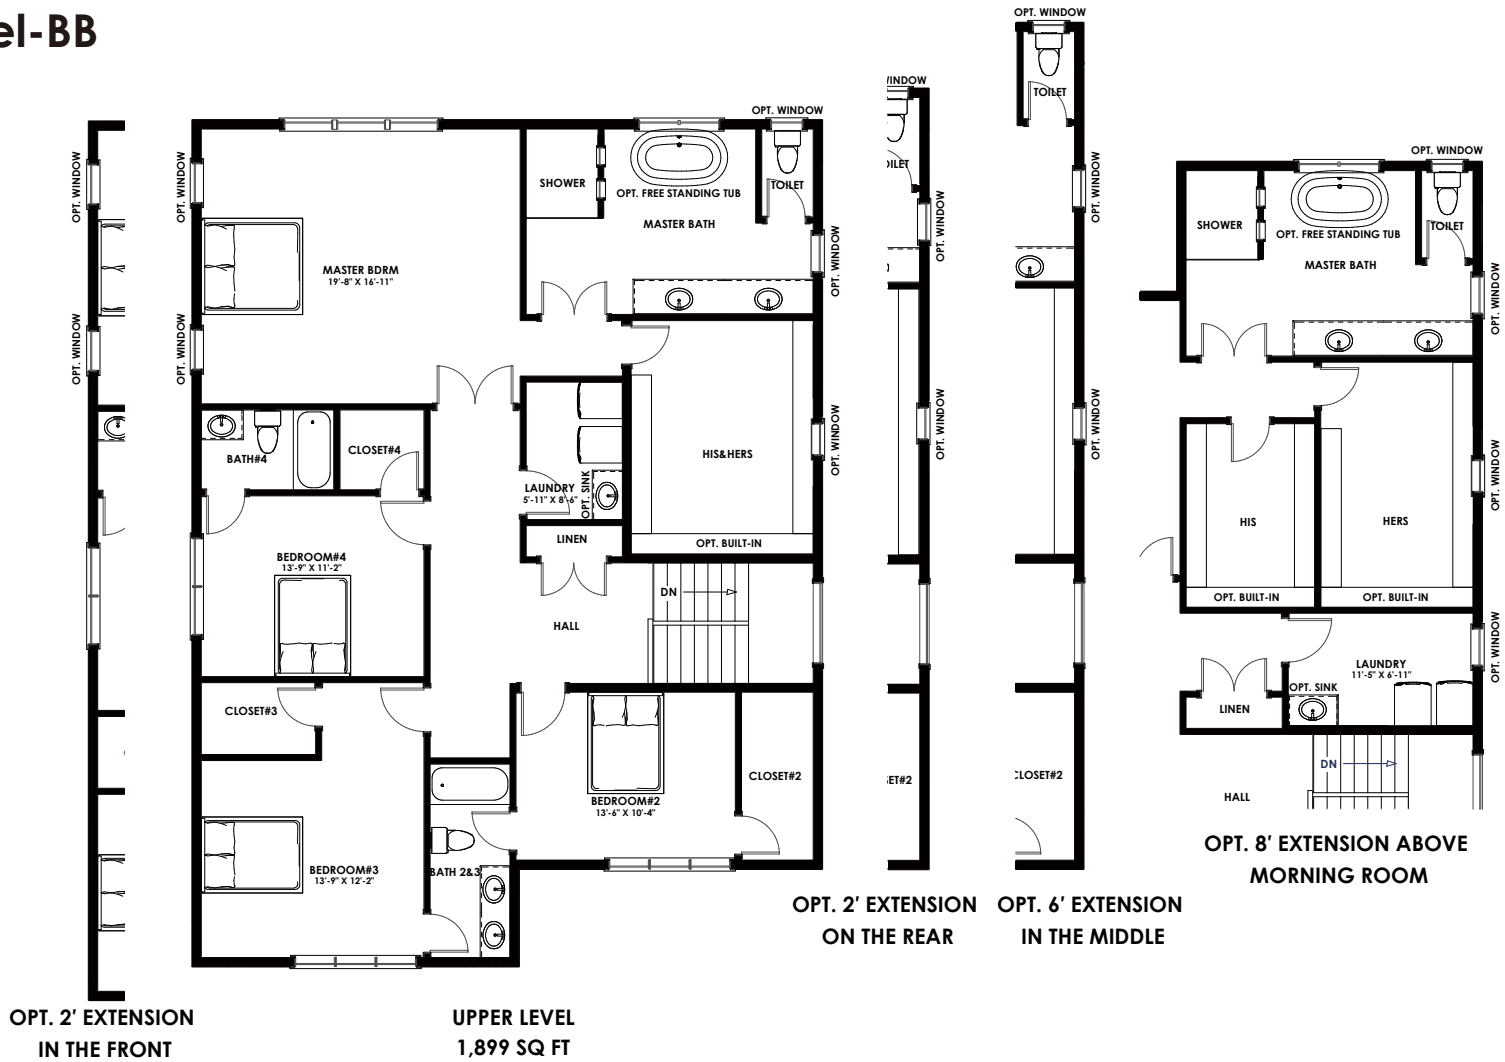 el-BB
OPT. WINDOW
OPT. WINDOW
OPT. 2' EXTENSION
IN THE FRONT
OPT. WINDOW
OPT. WINDOW
OPT. WINDOW
SHOWER
OPT. FREE STANDING TUB
TOILET
MASTER BATH
OPT. WINDOW
MASTER BDRM
19'-8" X 16'-11"
OPT. WINDOW
BATH#4
CLOSET#4
HIS&HERS
LAUNDRY
5'-11" X 8'-6"
OPT. SINK
LINEN
OPT. BUILT-IN
BEDROOM#4
13'-9" X 11'-2"
DN
HALL
CLOSET#3
CLOSET#2
BEDROOM#2
13'-6" X 10'-4"
BEDROOM#3
13'-9" X 12'-2"
BATH 2&3
UPPER LEVEL
1,899 SQ FT
WINDOW
OILET
OPT. WINDOW
OPT. WINDOW
SET#2
OPT. 2' EXTENSION
ON THE REAR
OPT. WINDOW
TOILET
OPT. WINDOW
OPT. WINDOW
CLOSET#2
OPT. 6' EXTENSION
IN THE MIDDLE
OPT. WINDOW
SHOWER
OPT. FREE STANDING TUB
TOILET
MASTER BATH
OPT. WINDOW
OPT. WINDOW
HIS
HERS
OPT. BUILT-IN
OPT. BUILT-IN
OPT. WINDOW
LAUNDRY
11'-5" X 6'-11"
OPT. SINK
LINEN
DN
HALL
OPT. 8' EXTENSION ABOVE
MORNING ROOM